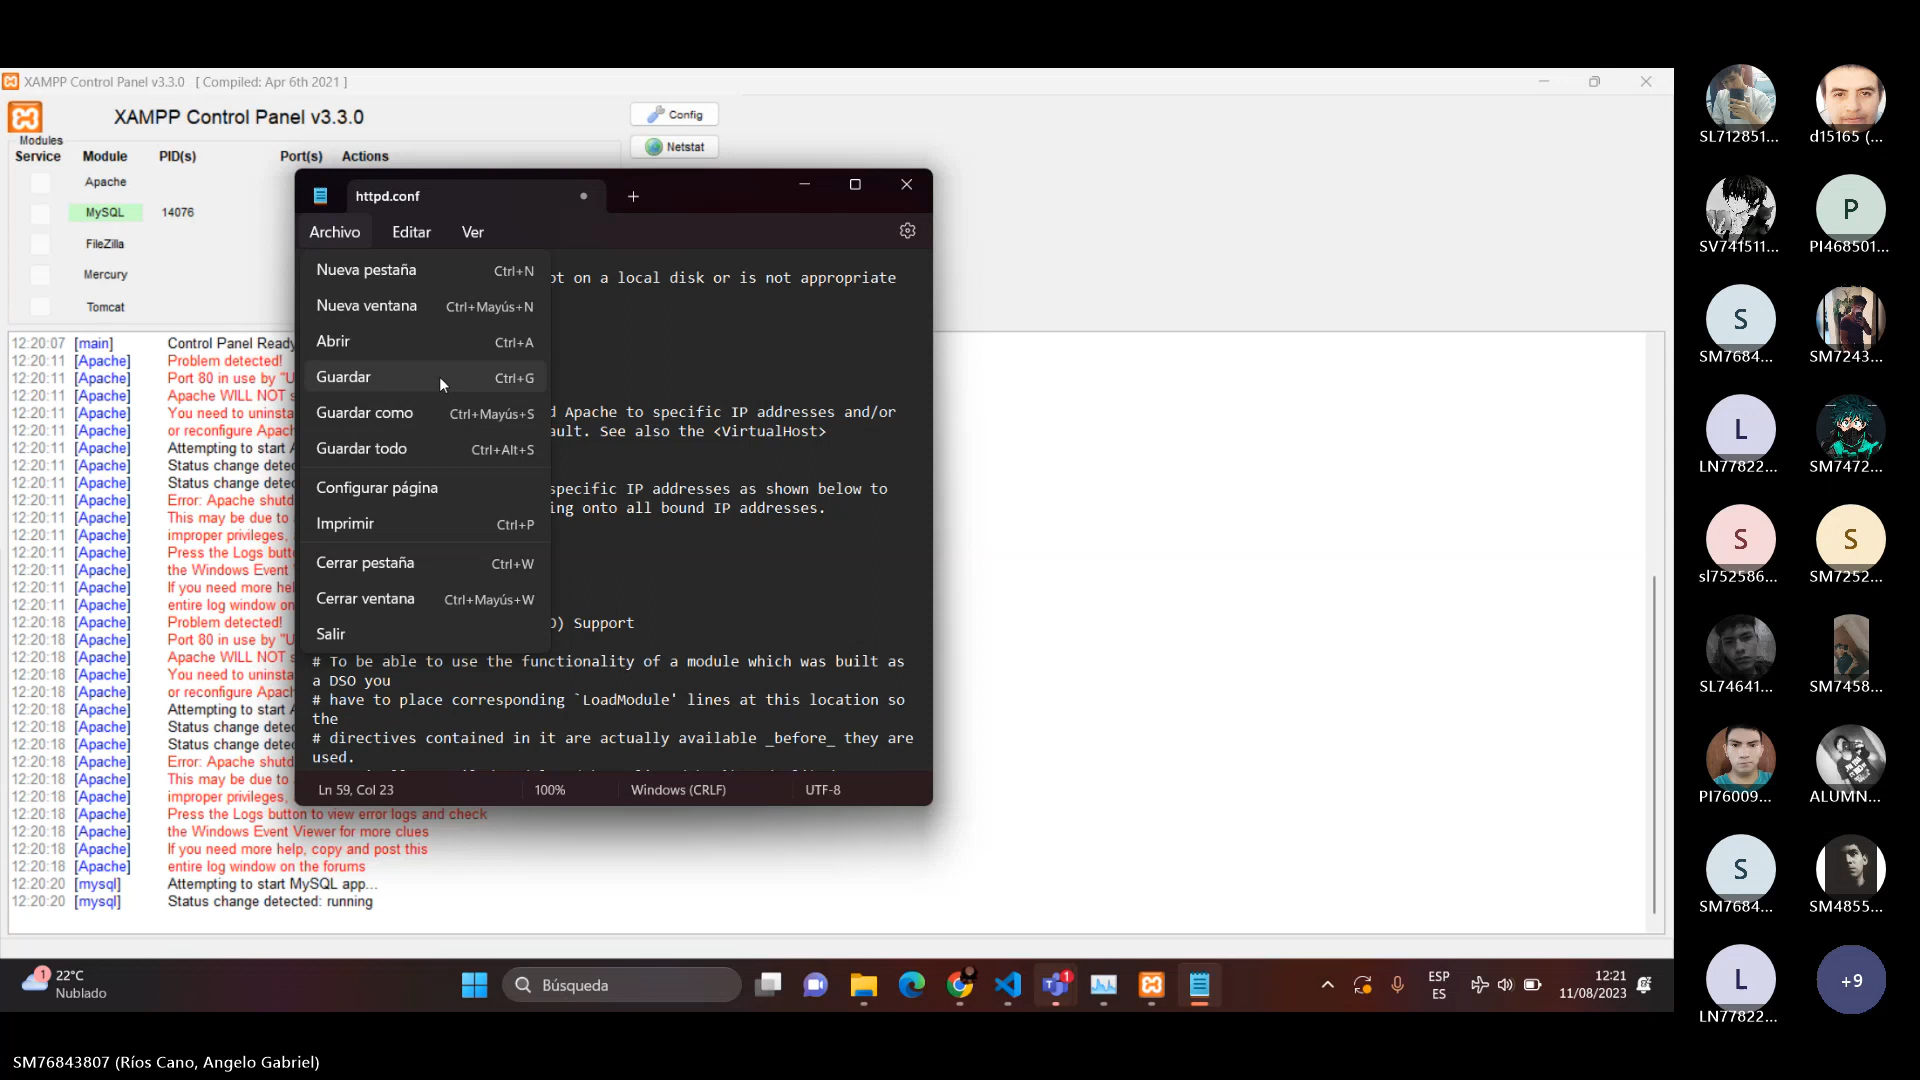 XAMPP Control Panel v3.3.0 [ Compiled: Apr 6th 2021 ]
XAMPP Control Panel v3.3.0
Config
Netstat
Modules
Service Module PID(s) Port(s) Actions
Apache
MySQL 14076
FileZilla
Mercury
Tomcat
httpd.conf
Archivo Editar Ver
Nueva pestaña Ctrl+N
Nueva ventana Ctrl+Mayús+N
Abrir Ctrl+A
Guardar Ctrl+G
Guardar como Ctrl+Mayús+S
Guardar todo Ctrl+Alt+S
Configurar página
Imprimir Ctrl+P
Cerrar pestaña Ctrl+W
Cerrar ventana Ctrl+Mayús+W
Salir
on a local disk or is not appropriate
Apache to specific IP addresses and/or
ault. See also the <VirtualHost>
specific IP addresses as shown below to
ing onto all bound IP addresses.
) Support
# To be able to use the functionality of a module which was built as
a DSO you
# have to place corresponding `LoadModule' lines at this location so
the
# directives contained in it are actually available _before_ they are
used.
Ln 59, Col 23 100% Windows (CRLF) UTF-8
12:20:07 [main] Control Panel Ready
12:20:11 [Apache] Problem detected!
12:20:11 [Apache] Port 80 in use by "U
12:20:11 [Apache] Apache WILL NOT s
12:20:11 [Apache] You need to uninsta
12:20:11 [Apache] or reconfigure Apach
12:20:11 [Apache] Attempting to start A
12:20:11 [Apache] Status change detec
12:20:11 [Apache] Status change detec
12:20:11 [Apache] Error: Apache shutd
12:20:11 [Apache] This may be due to
12:20:11 [Apache] improper privileges,
12:20:11 [Apache] Press the Logs butto
12:20:11 [Apache] the Windows Event
12:20:11 [Apache] If you need more hel
12:20:11 [Apache] entire log window on
12:20:18 [Apache] Problem detected!
12:20:18 [Apache] Port 80 in use by "U
12:20:18 [Apache] Apache WILL NOT s
12:20:18 [Apache] You need to uninsta
12:20:18 [Apache] or reconfigure Apach
12:20:18 [Apache] Attempting to start A
12:20:18 [Apache] Status change detec
12:20:18 [Apache] Status change detec
12:20:18 [Apache] Error: Apache shutd
12:20:18 [Apache] This may be due to
12:20:18 [Apache] improper privileges,
12:20:18 [Apache] Press the Logs button to view error logs and check
12:20:18 [Apache] the Windows Event Viewer for more clues
12:20:18 [Apache] If you need more help, copy and post this
12:20:18 [Apache] entire log window on the forums
12:20:20 [mysql] Attempting to start MySQL app...
12:20:20 [mysql] Status change detected: running
1
22°C
Nublado
Búsqueda
1
ESP
ES
12:21
11/08/2023
SM76843807 (Ríos Cano, Angelo Gabriel)
SL712851...
d15165 (...
SV741511...
P
PI468501...
S
SM7684...
SM7243...
L
LN77822...
SM7472...
S
sl752586...
S
SM7252...
SL74641...
SM7458...
PI76009...
ALUMN...
S
SM7684...
SM4855...
L
LN77822...
+9